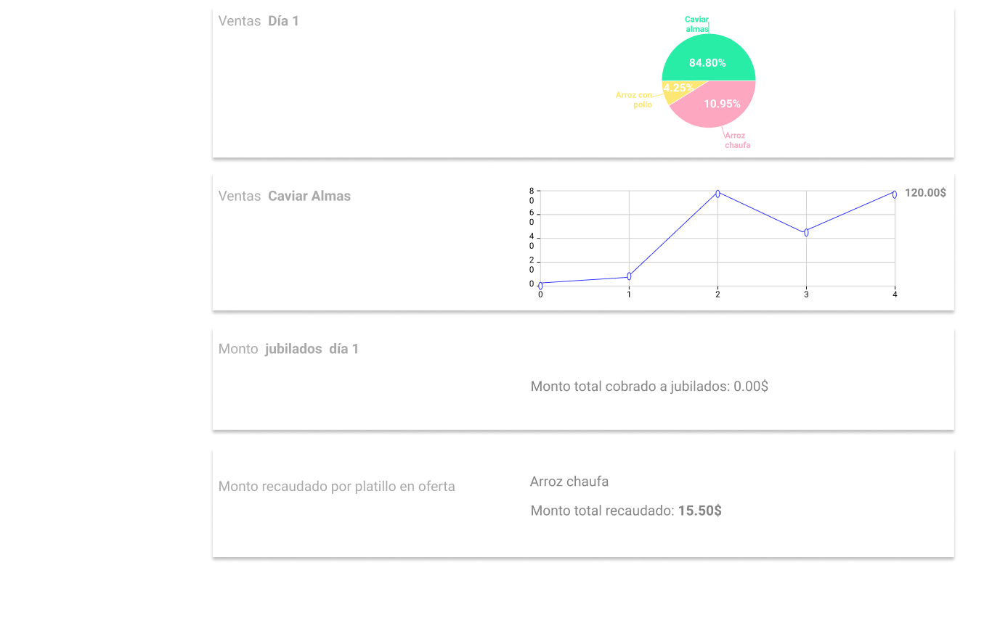 Ventas Día 1
Caviar
almas
84.80%
4.25%
Arroz con
pollo
10.95%
Arroz
chaufa
Ventas Caviar Almas
8
0
6
0
4
0
2
0
0
0 1 2 3 4
120.00$
Monto jubilados día 1
Monto total cobrado a jubilados: 0.00$
Monto recaudado por platillo en oferta
Arroz chaufa
Monto total recaudado: 15.50$